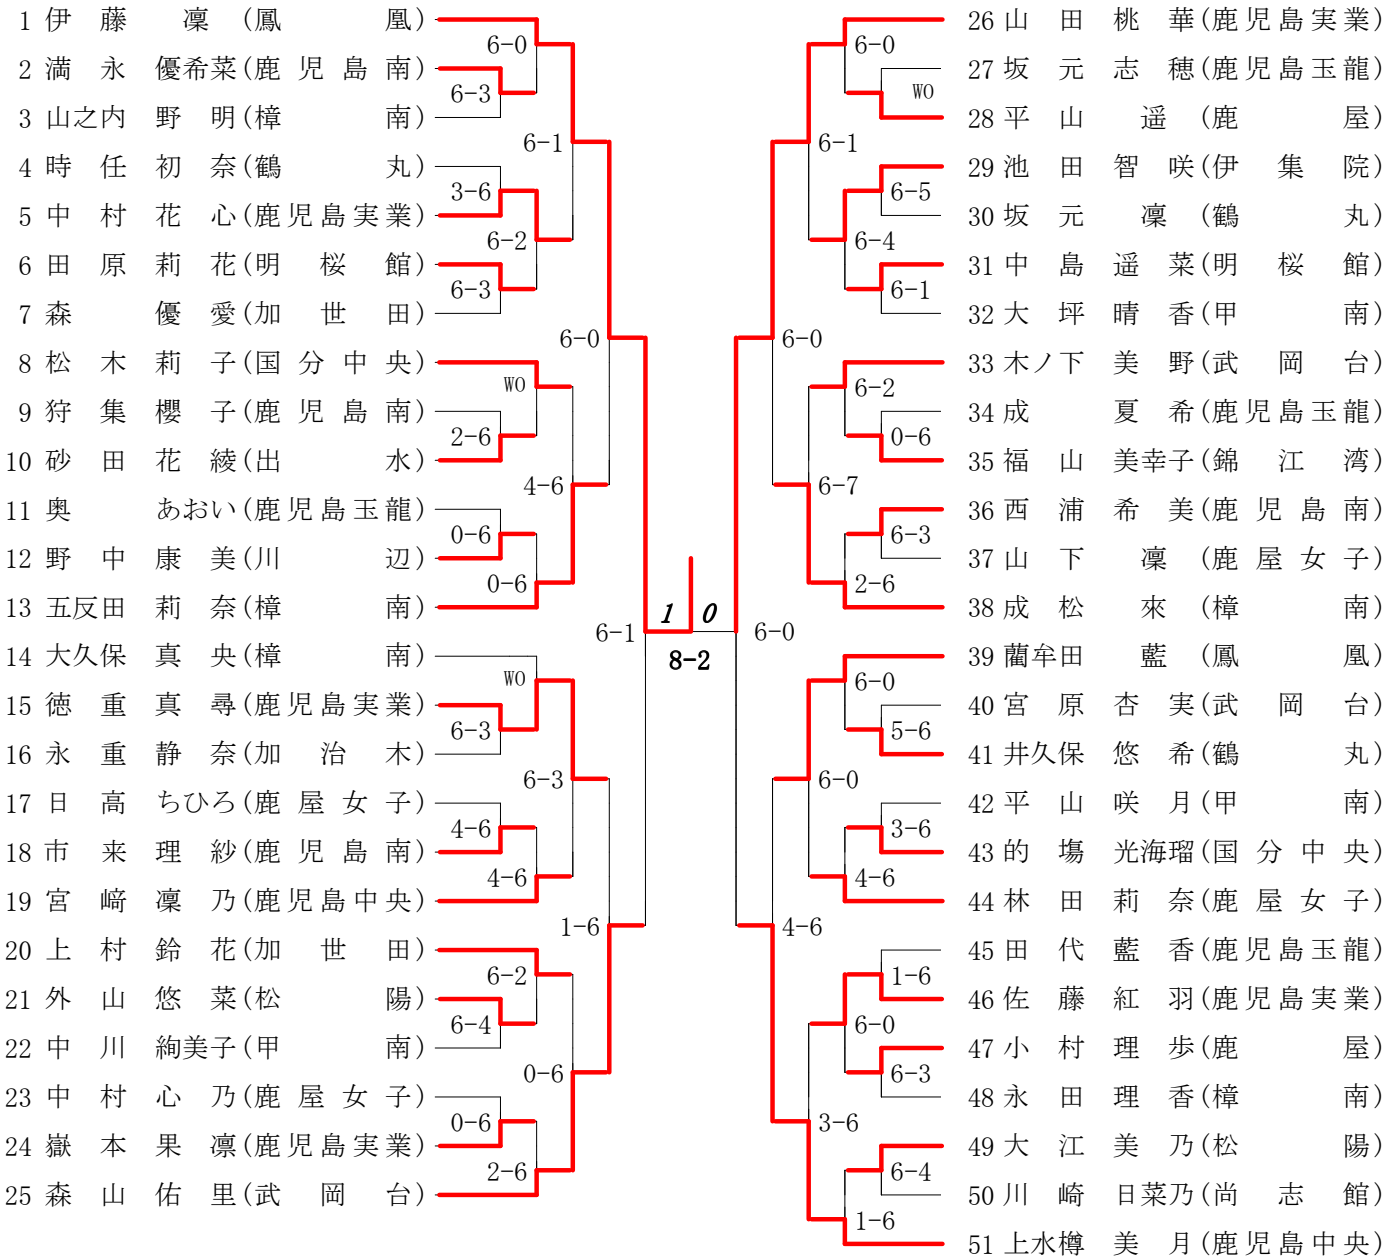 1 伊藤 凜 (鳳凰)
2 満永 優希菜 (鹿児島南)
3 山之内 野明 (樟南)
4 時任 初奈 (鶴丸)
5 中村 花心 (鹿児島実業)
6 田原 莉花 (明桜館)
7 森 優愛 (加世田)
8 松木 莉子 (国分中央)
9 狩集 櫻子 (鹿児島南)
10 砂田 花綾 (出水)
11 奥 あおい (鹿児島玉龍)
12 野中 康美 (川辺)
13 五反田 莉奈 (樟南)
14 大久保 真央 (樟南)
15 徳重 真尋 (鹿児島実業)
16 永重 静奈 (加治木)
17 日高 ちひろ (鹿屋女子)
18 市来 理紗 (鹿児島南)
19 宮﨑 凜乃 (鹿児島中央)
20 上村 鈴花 (加世田)
21 外山 悠菜 (松陽)
22 中川 絢美子 (甲南)
23 中村 心乃 (鹿屋女子)
24 嶽本 果凛 (鹿児島実業)
25 森山 佑里 (武岡台)
6-0
6-3
6-1
3-6
6-2
6-3
6-0
WO
2-6
4-6
0-6
0-6
6-1
WO
6-3
6-3
4-6
4-6
1-6
6-2
6-4
0-6
0-6
2-6
1 0
8-2
26 山田 桃華 (鹿児島実業)
27 坂元 志穂 (鹿児島玉龍)
28 平山 遥 (鹿屋)
29 池田 智咲 (伊集院)
30 坂元 凜 (鶴丸)
31 中島 遥菜 (明桜館)
32 大坪 晴香 (甲南)
33 木ノ下 美野 (武岡台)
34 成 夏希 (鹿児島玉龍)
35 福山 美幸子 (錦江湾)
36 西浦 希美 (鹿児島南)
37 山下 凜 (鹿屋女子)
38 成松 來 (樟南)
39 藺牟田 藍 (鳳凰)
40 宮原 杏実 (武岡台)
41 井久保 悠希 (鶴丸)
42 平山 咲月 (甲南)
43 的場 光海瑠 (国分中央)
44 林田 莉奈 (鹿屋女子)
45 田代 藍香 (鹿児島玉龍)
46 佐藤 紅羽 (鹿児島実業)
47 小村 理歩 (鹿屋)
48 永田 理香 (樟南)
49 大江 美乃 (松陽)
50 川崎 日菜乃 (尚志館)
51 上水樽 美月 (鹿児島中央)
6-0
WO
6-1
6-5
6-4
6-1
6-0
6-2
0-6
6-7
6-3
2-6
6-0
6-0
5-6
6-0
3-6
4-6
4-6
1-6
6-0
6-3
3-6
6-4
1-6